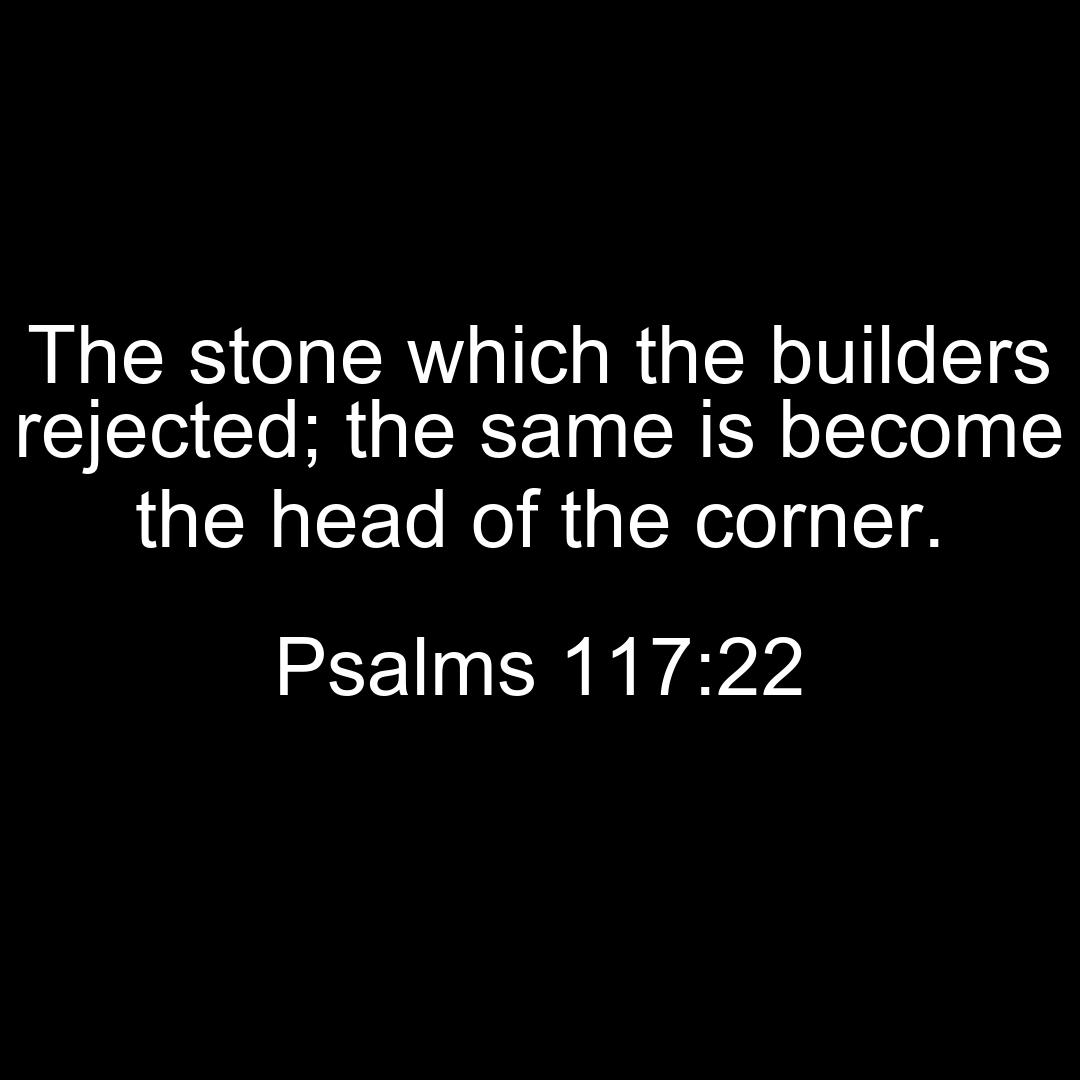 The stone which the builders
rejected; the same is become
the head of the corner.
Psalms 117:22